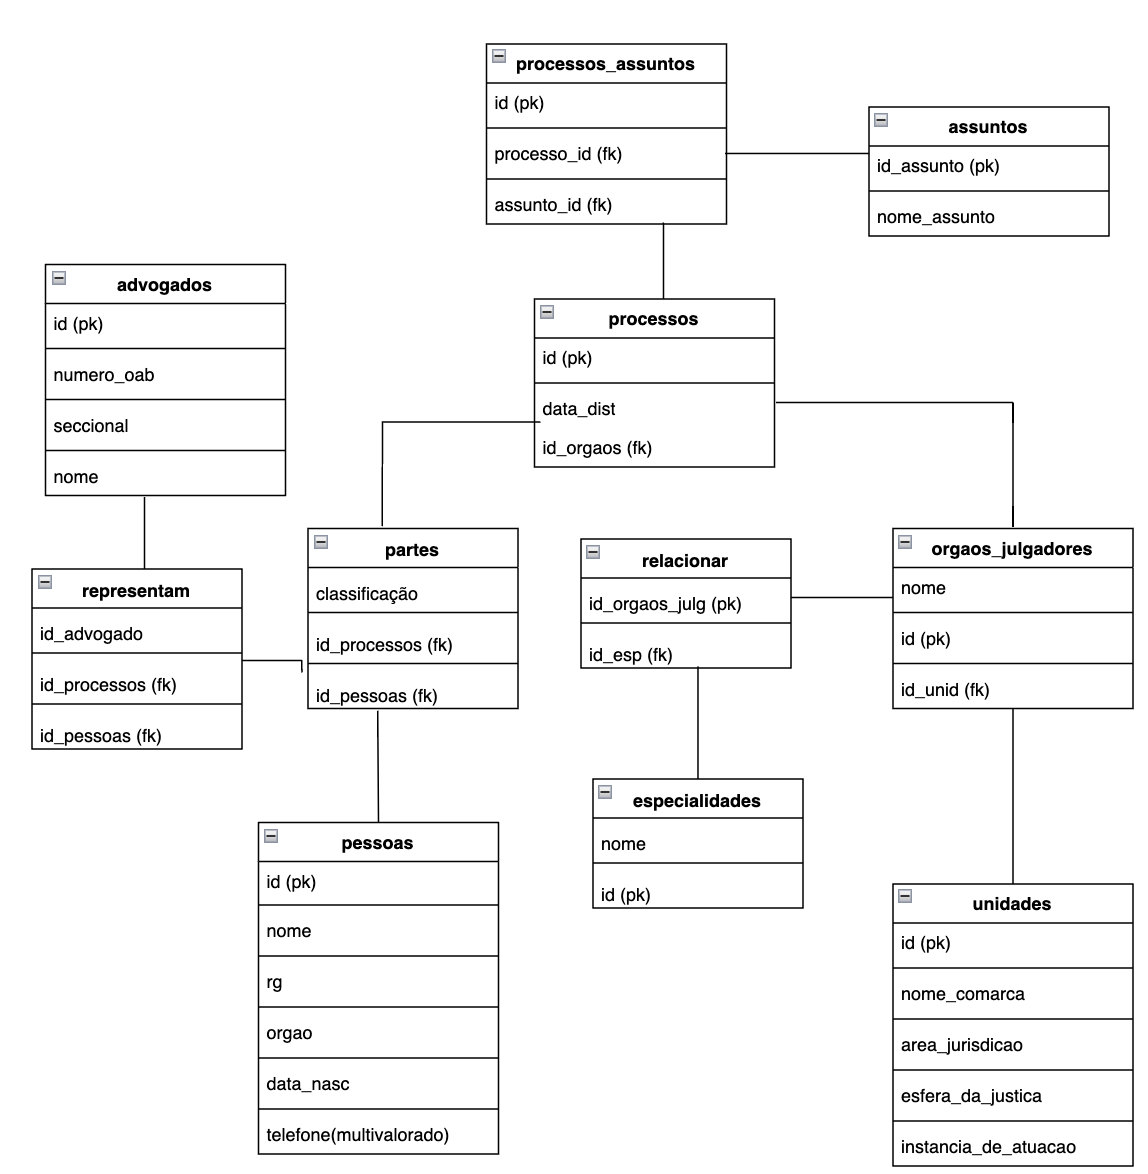 processos_assuntos
id (pk)
processo_id (fk)
assunto_id (fk)
assuntos
id_assunto (pk)
nome_assunto
advogados
id (pk)
numero_oab
seccional
nome
processos
id (pk)
data_dist
id_orgaos (fk)
representam
id_advogado
id_processos (fk)
id_pessoas (fk)
partes
classificação
id_processos (fk)
id_pessoas (fk)
relacionar
id_orgaos_julg (pk)
id_esp (fk)
orgaos_julgadores
nome
id (pk)
id_unid (fk)
pessoas
id (pk)
nome
rg
orgao
data_nasc
telefone(multivalorado)
especialidades
nome
id (pk)
unidades
id (pk)
nome_comarca
area_jurisdicao
esfera_da_justica
instancia_de_atuacao